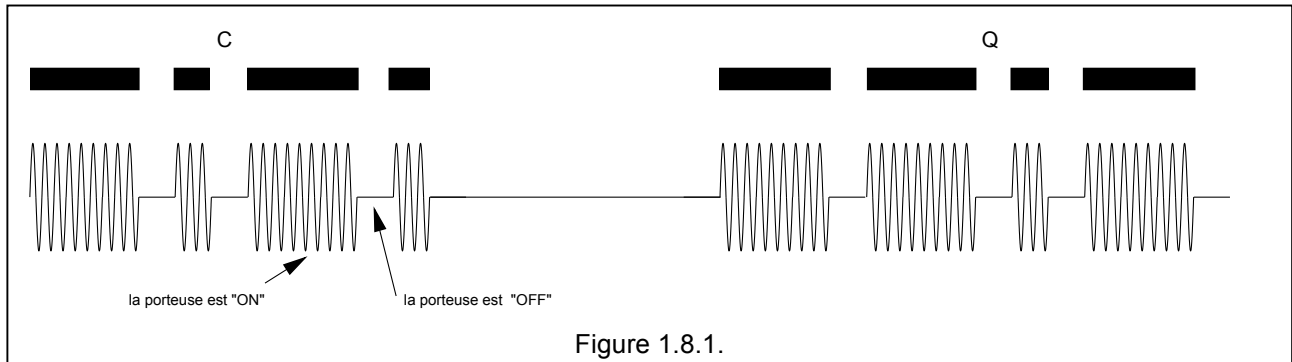 C Q
la porteuse est "ON" la porteuse est "OFF"
Figure 1.8.1.